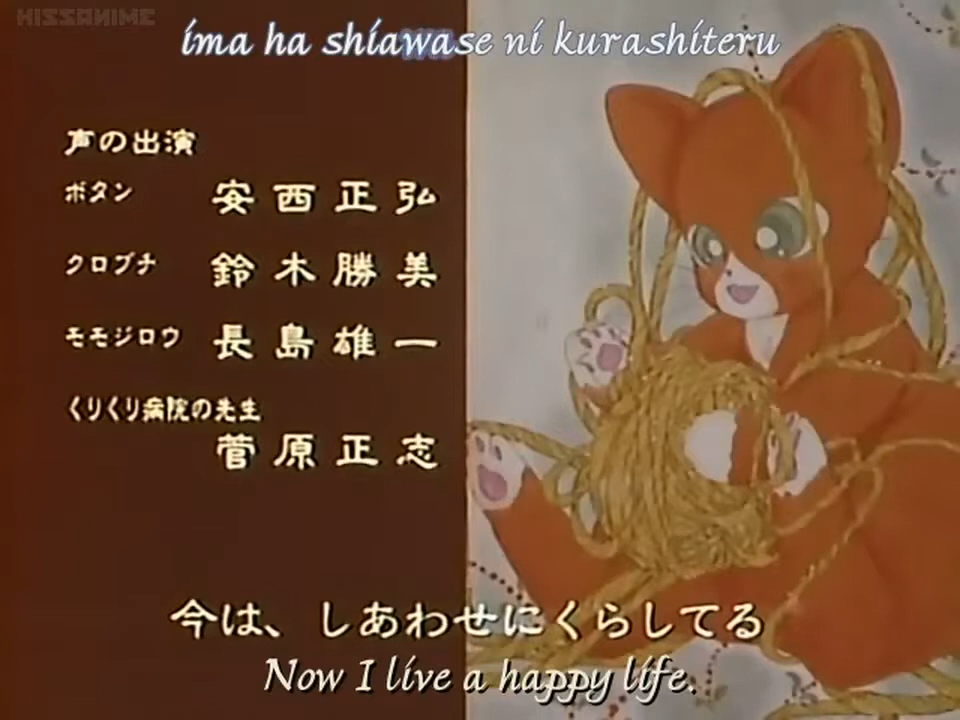 HISSANIME
ima ha shiawase ni kurashiteru
声の出演
ボタン 安西正弘
クロブチ 鈴木勝美
モモジロウ 長島雄一
くりくり病院の先生
菅原正志
今は、しあわせにくらしてる
Now I live a happy life.